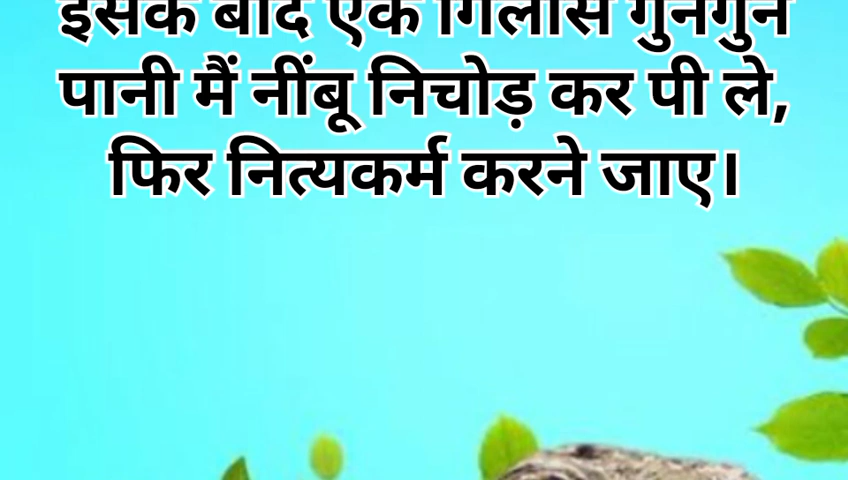 इसके बाद एक गिलास गुनगुने
पानी मैं नींबू निचोड़ कर पी ले,
फिर नित्यकर्म करने जाए।